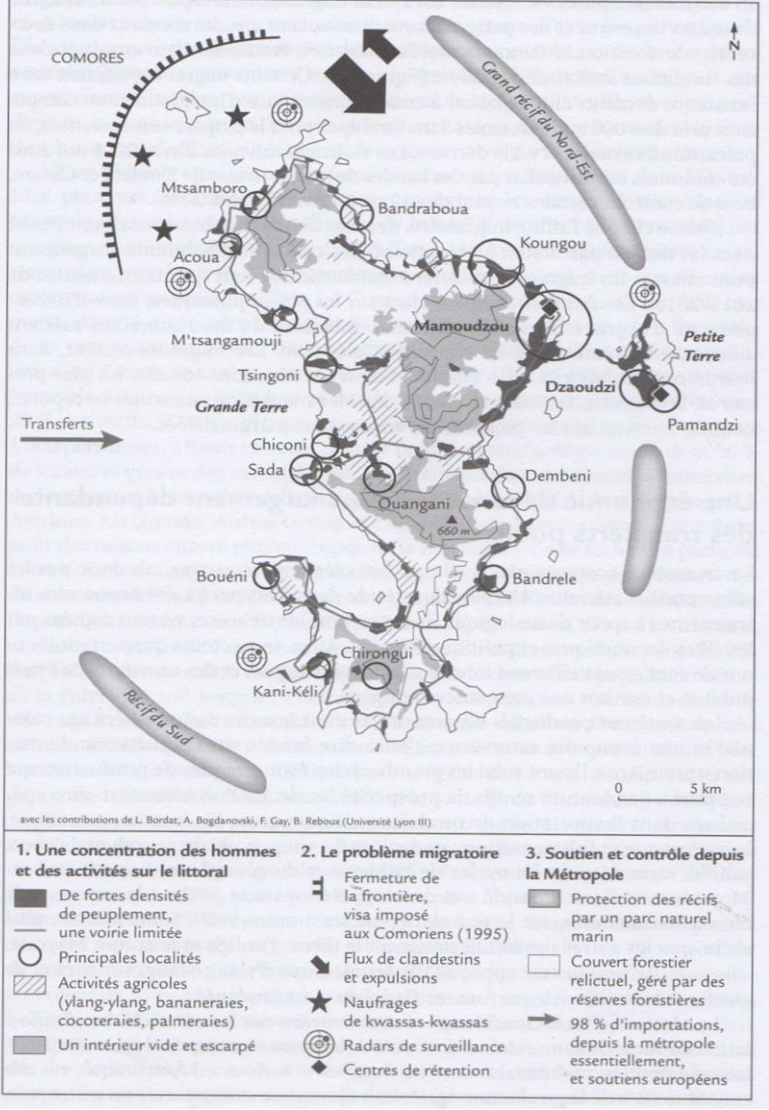 COMORES
N
Grand récif du Nord-Est
Mtsamboro
Bandraboua
Acoua
Koungou
M'tsangamouji
Mamoudzou
Petite
Terre
Tsingoni
Dzaoudzi
Grande Terre
Transferts
Pamandzi
Chiconi
Sada
Dembeni
Ouangani
660 m
Bouéni
Bandrele
Chirongui
Kani-Kéli
Récif du Sud
0 5 km
avec les contributions de L. Bordat, A. Bogdanovski, F. Gay, B. Reboux (Université Lyon III)
1. Une concentration des hommes
et des activités sur le littoral
De fortes densités
de peuplement,
une voirie limitée
Principales localités
Activités agricoles
(ylang-ylang, bananeraies,
cocoteraies, palmeraies)
Un intérieur vide et escarpé
2. Le problème migratoire
Fermeture de
la frontière,
visa imposé
aux Comoriens (1995)
Flux de clandestins
et expulsions
Naufrages
de kwassas-kwassas
Radars de surveillance
Centres de rétention
3. Soutien et contrôle depuis
la Métropole
Protection des récifs
par un parc naturel
Couvert forestier
relictuel, géré par des
réserves forestières
98 % d'importations,
depuis la métropole
essentiellement,
et soutiens européens